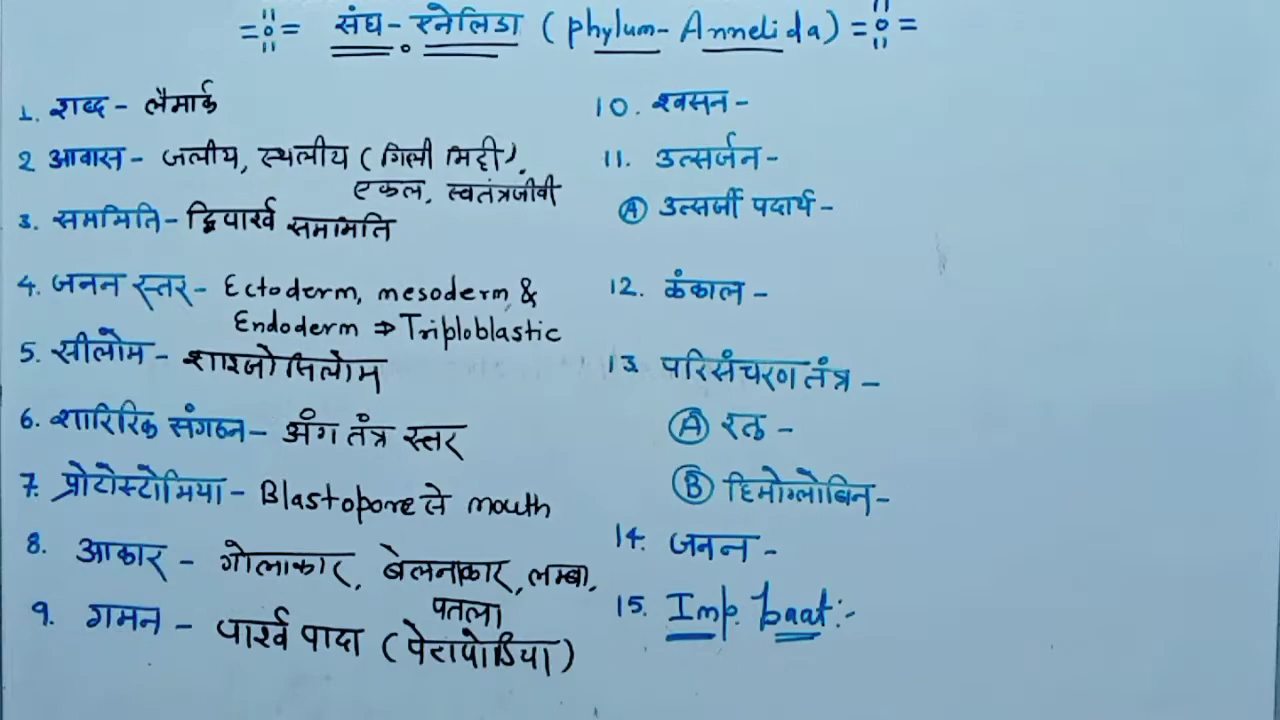 संघ - एनेलिडा ( phylum - Annelida )
1. शब्द - लैमार्क
2 आवास - जलीय, स्थलीय ( गिली मिट्टी ),
एकल, स्वतंत्रजीवी
3. सममिति - द्विपार्श्व सममिति
4. जनन स्तर - Ectoderm, mesoderm &
Endoderm ⇒ Triploblastic
5. सीलोम - शाइजोसिलोम
6. शारिरिक संगठन - अंग तंत्र स्तर
7. प्रोटोस्टोमिया - Blastopore से mouth
8. आकार - गोलाकार, बेलनाकार, लम्बा,
पतला
9. गमन - पार्श्व पादा ( पेरापोडिया )
10. श्वसन -
11. उत्सर्जन -
(A) उत्सर्जी पदार्थ -
12. कंकाल -
13. परिसंचरण तंत्र -
(A) रक्त -
(B) हिमोग्लोबिन -
14. जनन -
15. Imp. baat :-